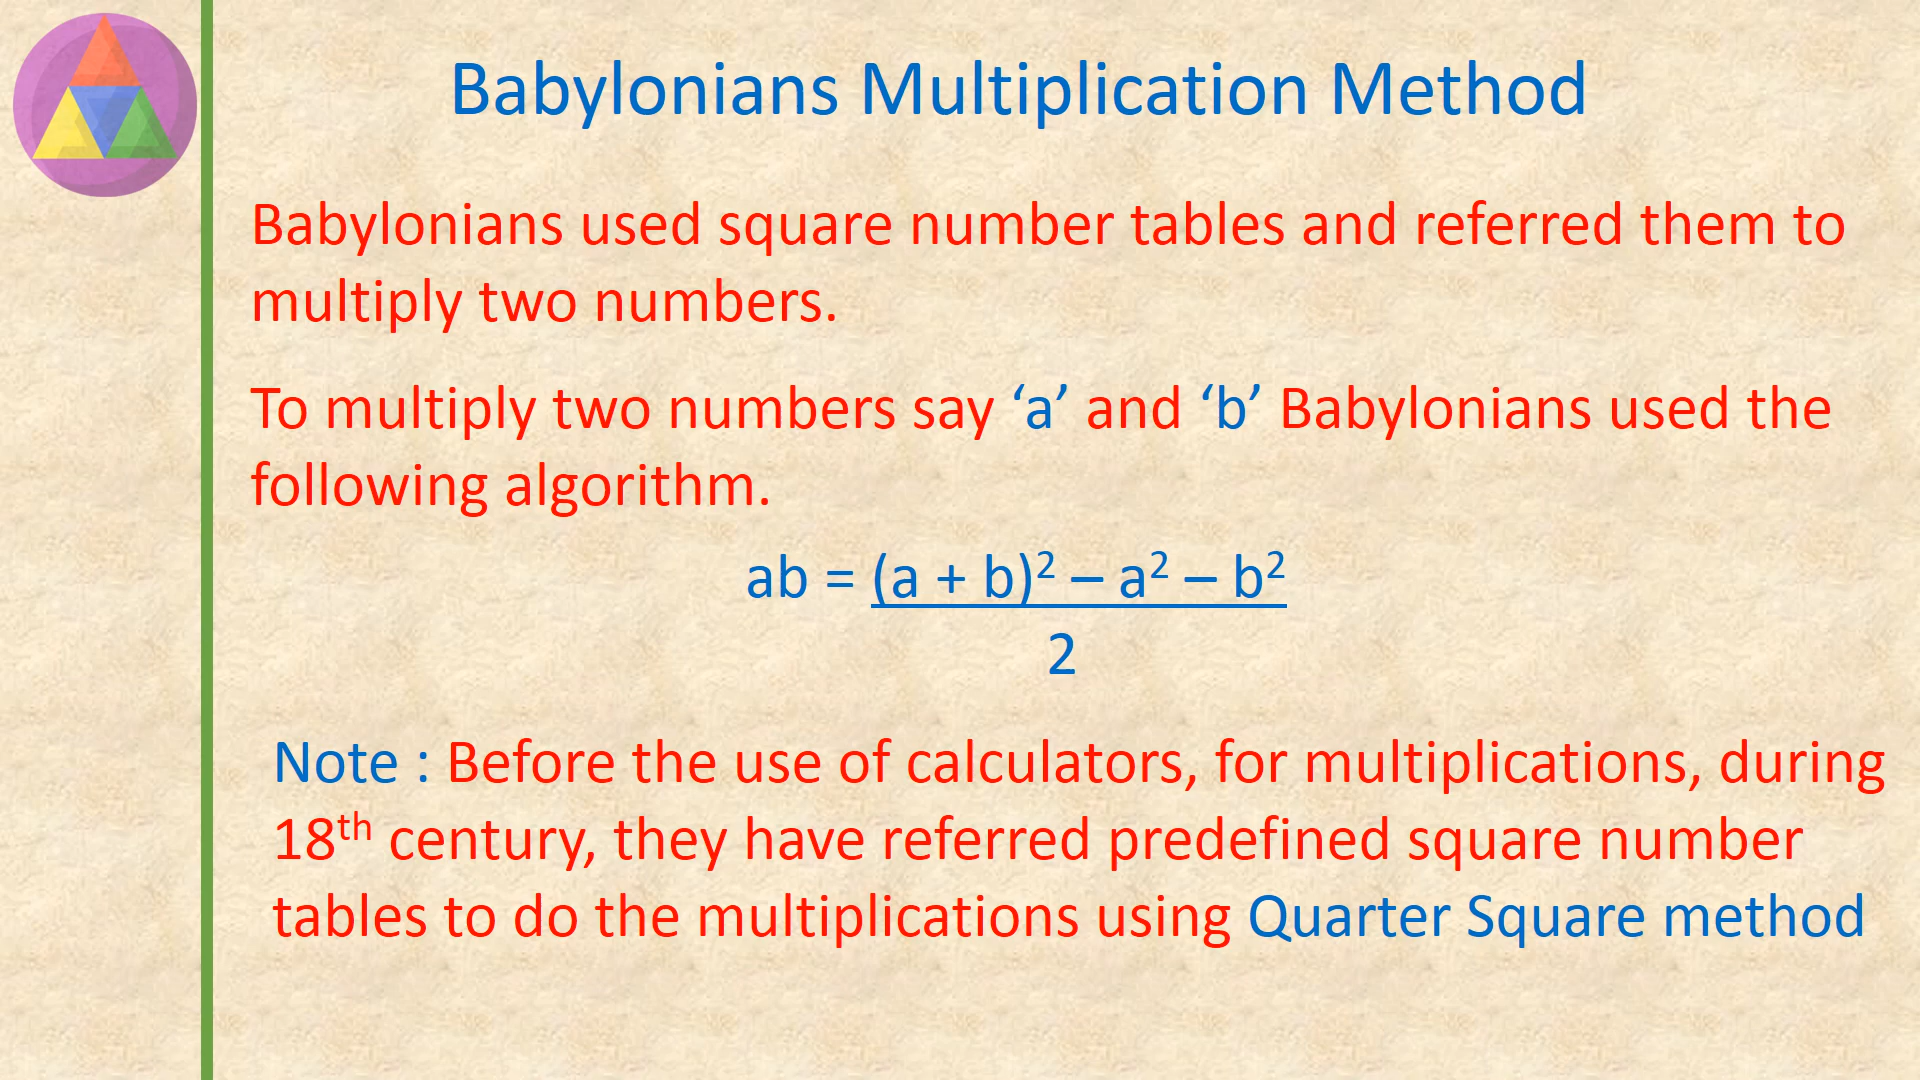 Babylonians Multiplication Method
Babylonians used square number tables and referred them to
multiply two numbers.
To multiply two numbers say ‘a’ and ‘b’ Babylonians used the
following algorithm.
ab = (a + b)² – a² – b²
2
Note : Before the use of calculators, for multiplications, during
18th century, they have referred predefined square number
tables to do the multiplications using Quarter Square method